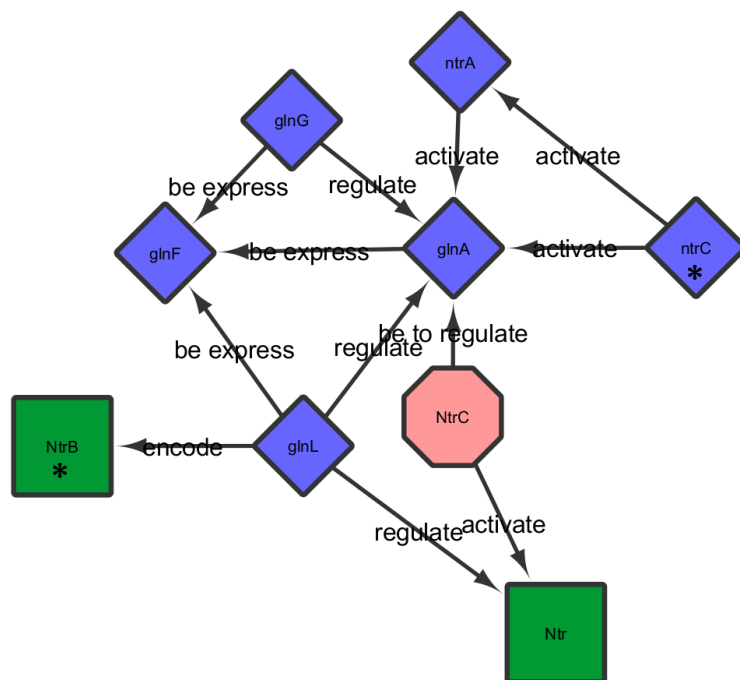 ntrA
glnG
activate
activate
be express
regulate
glnF
be express
glnA
activate
ntrC
*
be express
regulate
be to regulate
NtrB
*
encode
glnL
NtrC
regulate
activate
Ntr